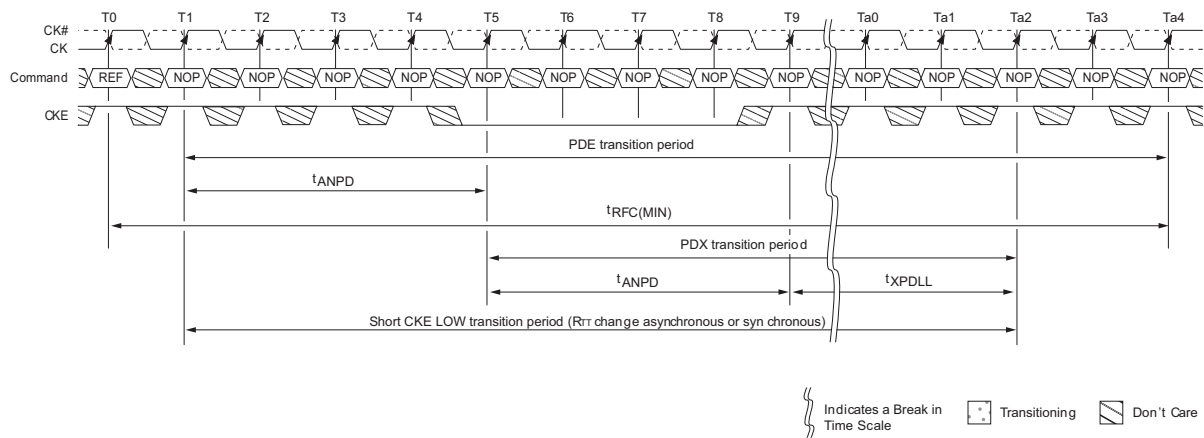 T0 T1 T2 T3 T4 T5 T6 T7 T8 T9 Ta0 Ta1 Ta2 Ta3 Ta4
CK#
CK
Command REF NOP NOP NOP NOP NOP NOP NOP NOP NOP NOP NOP NOP NOP NOP
CKE
PDE transition period
tANPD
tRFC(MIN)
PDX transition period
tANPD tXPDLL
Short CKE LOW transition period (RTT change asynchronous or syn chronous)
Indicates a Break in
Time Scale
Transitioning
Don't Care